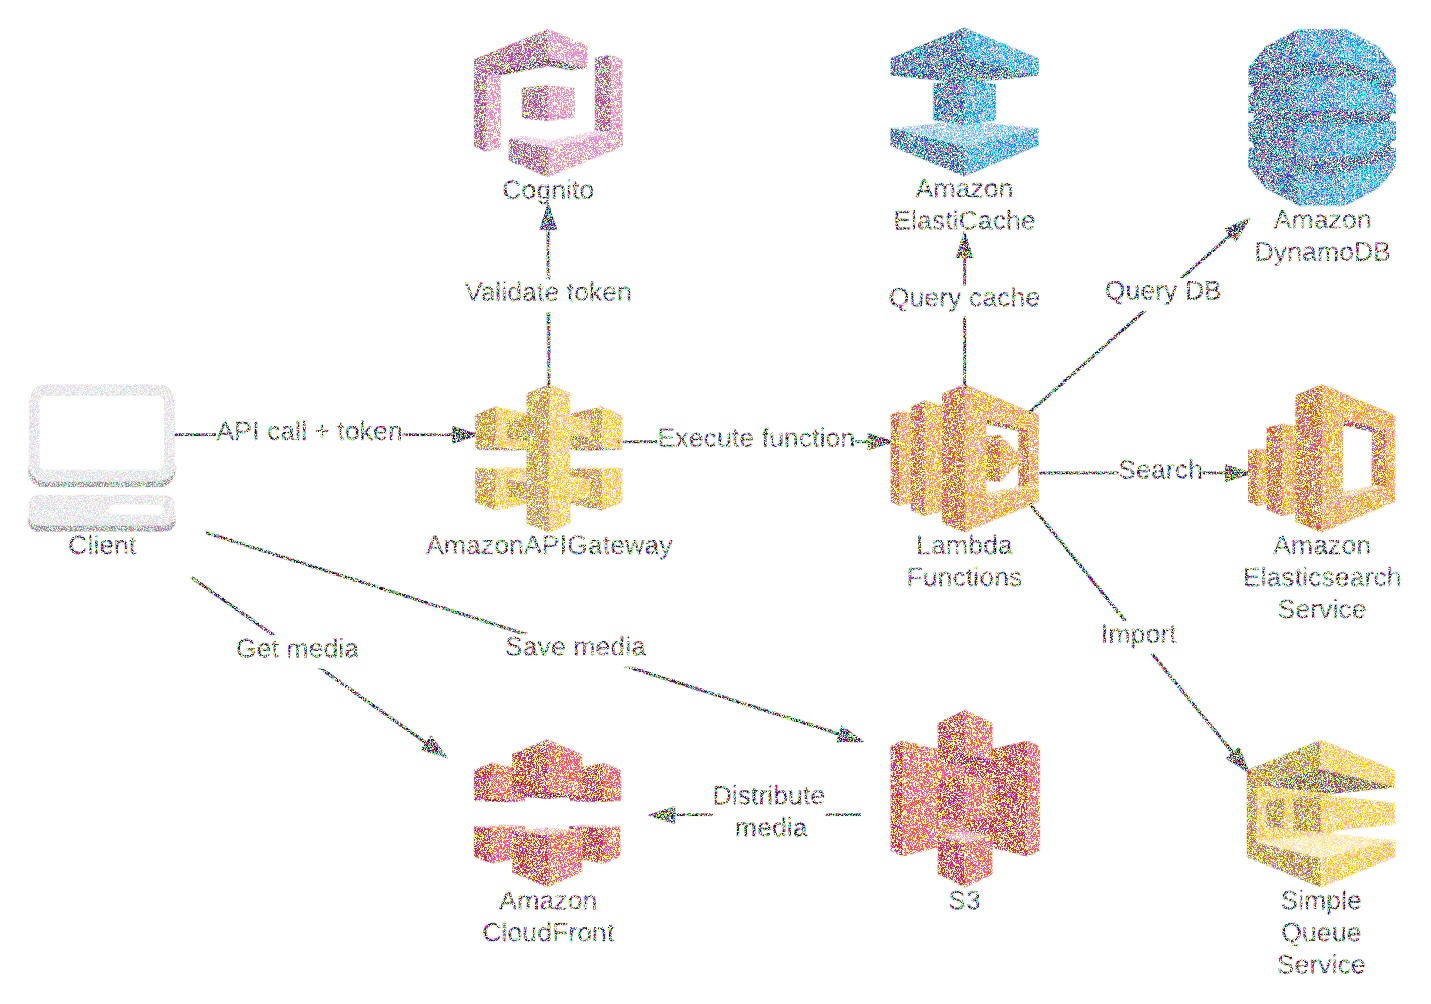 Cognito
Amazon
ElastiCache
Amazon
DynamoDB
Validate token
Query cache
Query DB
API call + token
Execute function
Search
Client
AmazonAPIGateway
Lambda
Functions
Amazon
Elasticsearch
Service
Get media
Save media
Import
Distribute
media
Amazon
CloudFront
S3
Simple
Queue
Service